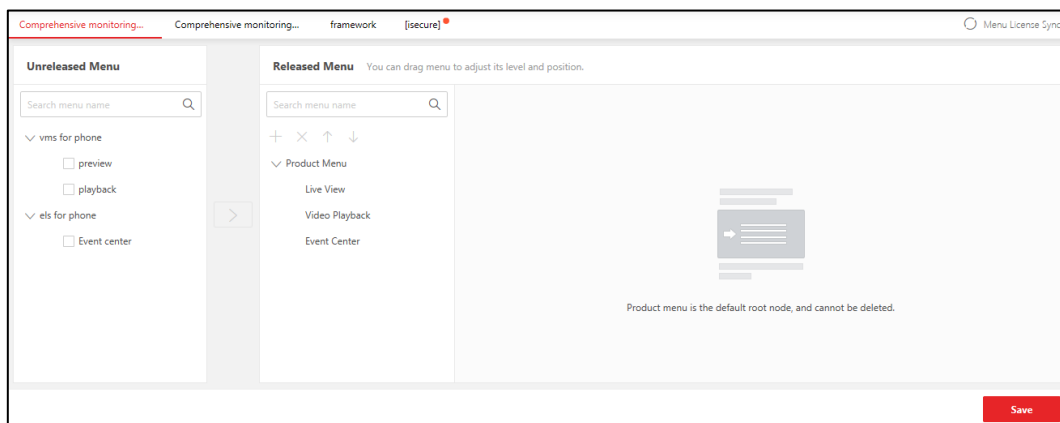 Comprehensive monitoring... Comprehensive monitoring... framework [isecure] Menu License Sync
Unreleased Menu
Released Menu You can drag menu to adjust its level and position.
Search menu name
Search menu name
vms for phone
preview
playback
els for phone
Event center
Product Menu
Live View
Video Playback
Event Center
Product menu is the default root node, and cannot be deleted.
Save